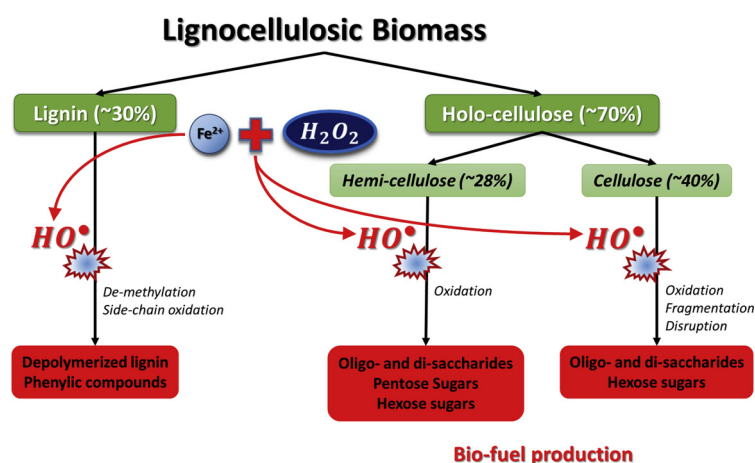 Lignocellulosic Biomass
Lignin (~30%)
Holo-cellulose (~70%)
Fe²⁺
H₂O₂
Hemi-cellulose (~28%)
Cellulose (~40%)
HO•
HO•
HO•
De-methylation
Side-chain oxidation
Oxidation
Oxidation
Fragmentation
Disruption
Depolymerized lignin
Phenylic compounds
Oligo- and di-saccharides
Pentose Sugars
Hexose sugars
Oligo- and di-saccharides
Hexose sugars
Bio-fuel production